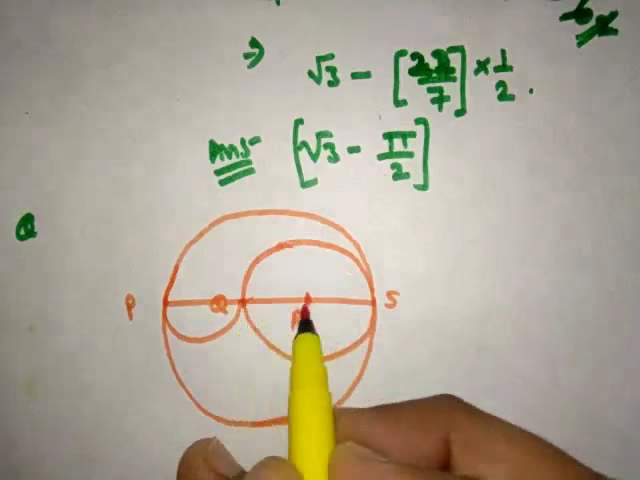 ⇒ √3 - [22/7] × 1/2 .
Ans [√3 - π/2]
Q
P Q S